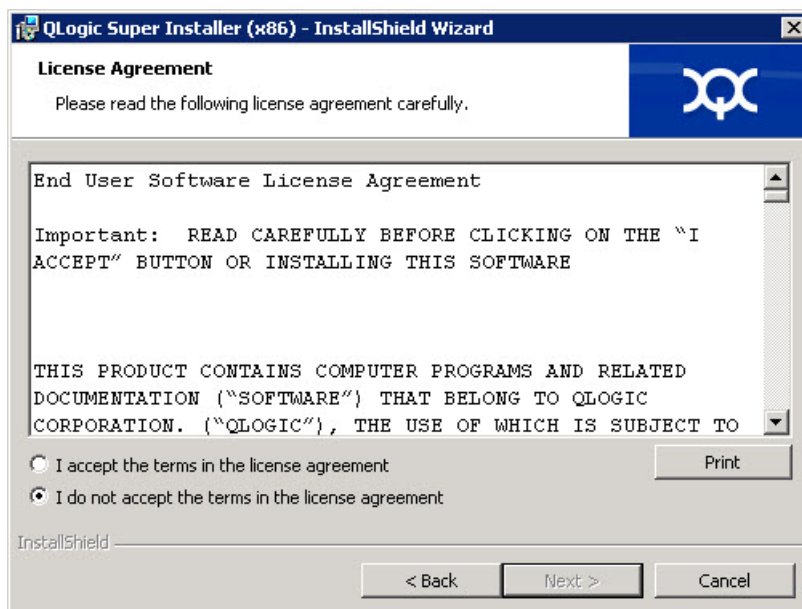 QLogic Super Installer (x86) - InstallShield Wizard
License Agreement
Please read the following license agreement carefully.
End User Software License Agreement
Important:  READ CAREFULLY BEFORE CLICKING ON THE “I
ACCEPT” BUTTON OR INSTALLING THIS SOFTWARE
THIS PRODUCT CONTAINS COMPUTER PROGRAMS AND RELATED
DOCUMENTATION (“SOFTWARE”) THAT BELONG TO QLOGIC
CORPORATION. (“QLOGIC”), THE USE OF WHICH IS SUBJECT TO
I accept the terms in the license agreement
Print
I do not accept the terms in the license agreement
InstallShield
< Back
Next >
Cancel